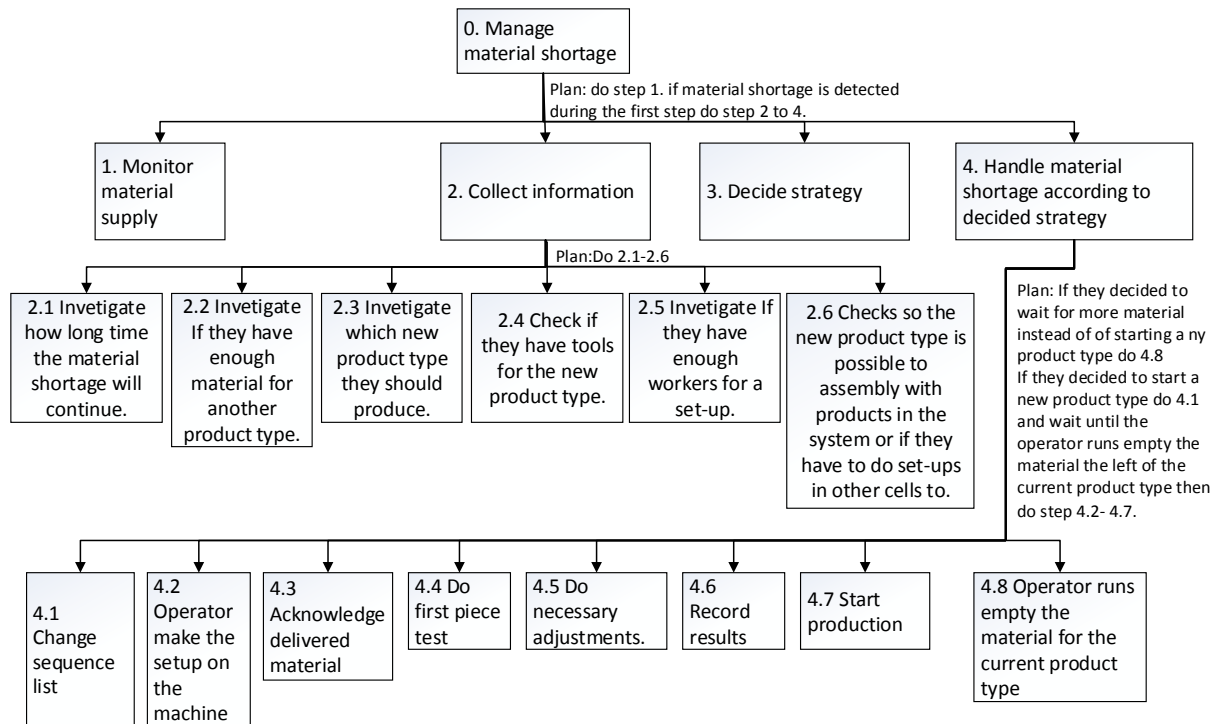 0. Manage
material shortage
Plan: do step 1. if material shortage is detected
during the first step do step 2 to 4.
1. Monitor
material
supply
2. Collect information
3. Decide strategy
4. Handle material
shortage according to
decided strategy
Plan:Do 2.1-2.6
2.1 Invetigate
how long time
the material
shortage will
continue.
2.2 Invetigate
If they have
enough
material for
another
product type.
2.3 Invetigate
which new
product type
they should
produce.
2.4 Check if
they have tools
for the new
product type.
2.5 Invetigate If
they have
enough
workers for a
set-up.
2.6 Checks so the
new product type is
possible to
assembly with
products in the
system or if they
have to do set-ups
in other cells to.
Plan: If they decided to
wait for more material
instead of of starting a ny
product type do 4.8
If they decided to start a
new product type do 4.1
and wait until the
operator runs empty the
material the left of the
current product type then
do step 4.2- 4.7.
4.1
Change
sequence
list
4.2
Operator
make the
setup on
the
machine
4.3
Acknowledge
delivered
material
4.4 Do
first piece
test
4.5 Do
necessary
adjustments.
4.6
Record
results
4.7 Start
production
4.8 Operator runs
empty the
material for the
current product
type